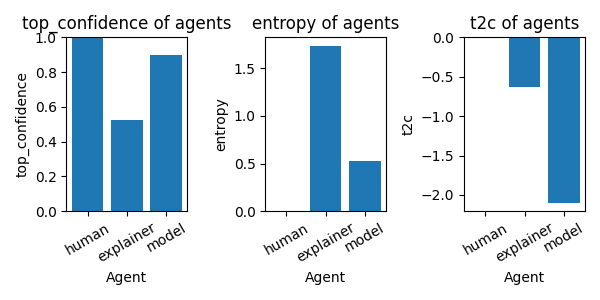 top_confidence of agents
1.0
0.8
0.6
0.4
0.2
0.0
top_confidence
human
explainer
model
Agent
entropy of agents
1.5
1.0
0.5
0.0
entropy
human
explainer
model
Agent
t2c of agents
0.0
−0.5
−1.0
−1.5
−2.0
t2c
human
explainer
model
Agent